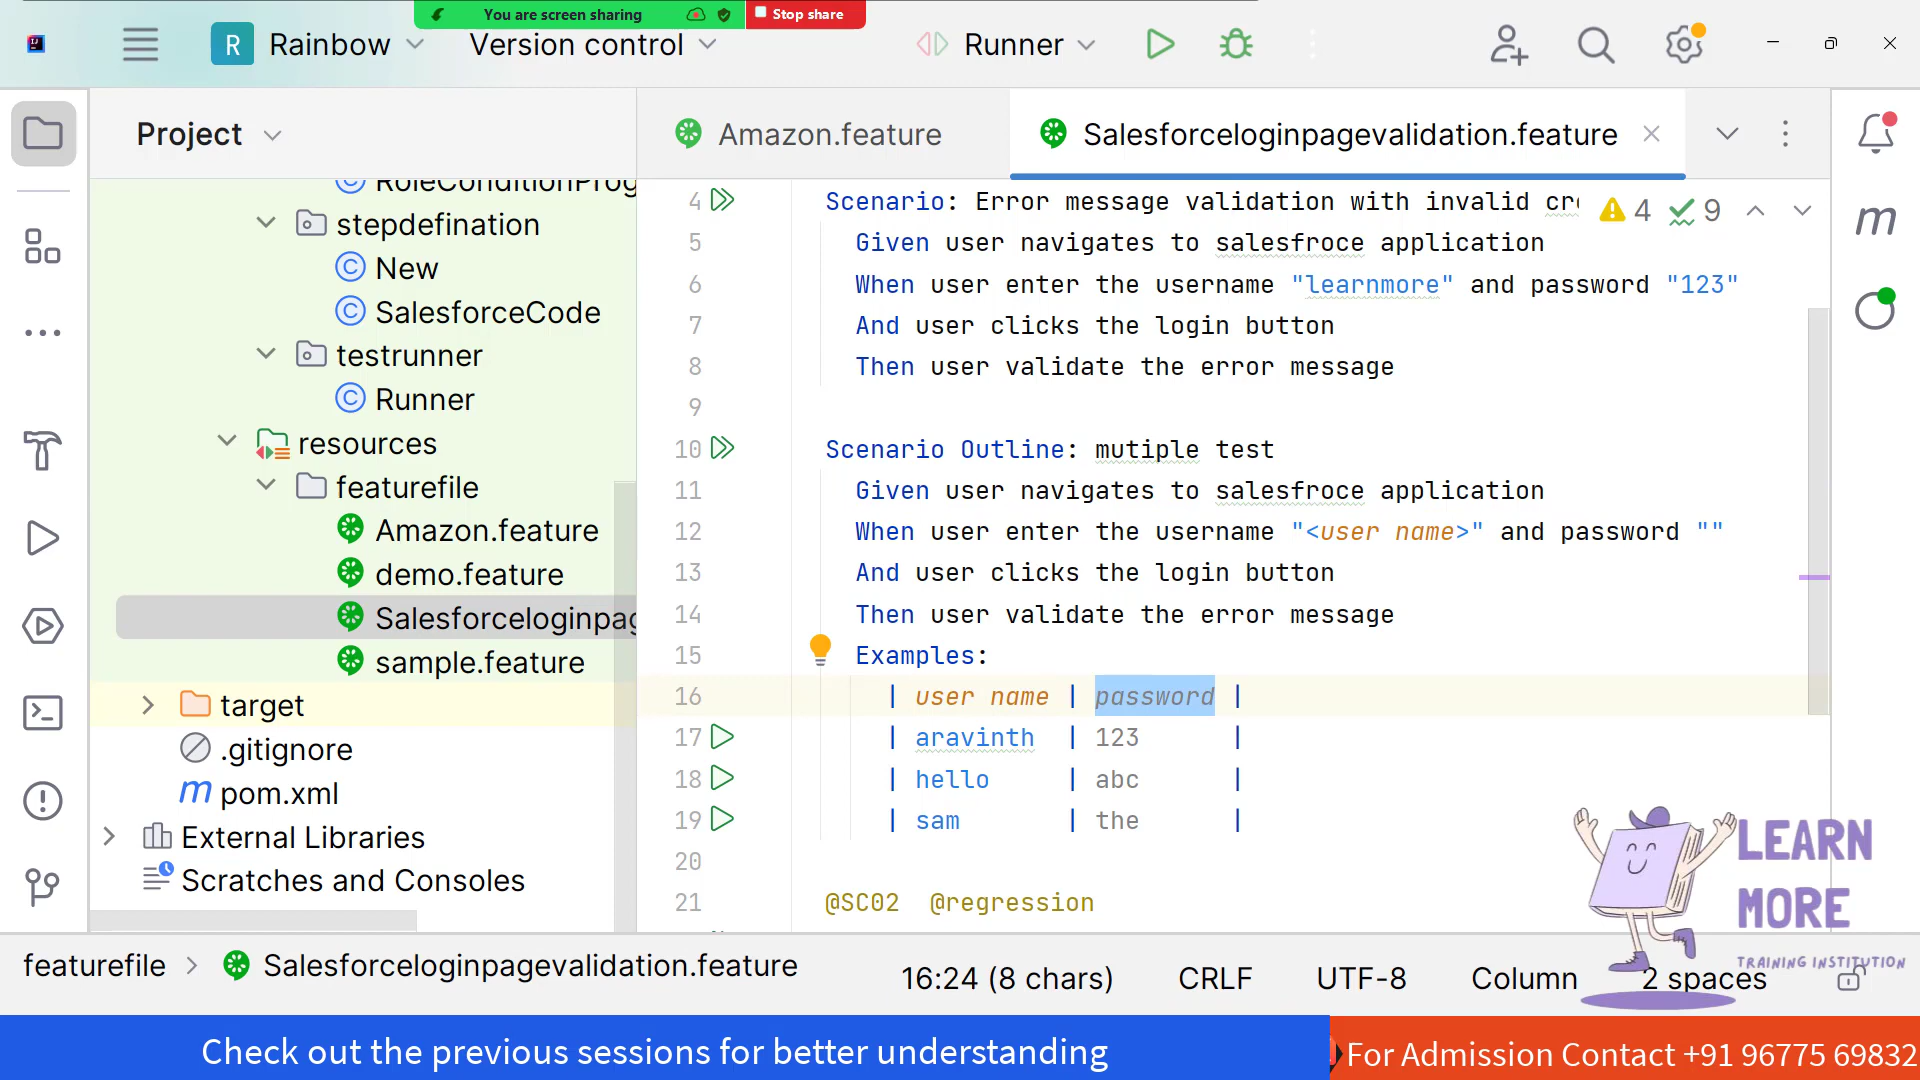 You are screen sharing
Stop share
R Rainbow
Version control
Runner
Project
Amazon.feature
Salesforceloginpagevalidation.feature
stepdefination
New
SalesforceCode
testrunner
Runner
resources
featurefile
Amazon.feature
demo.feature
sample.feature
target
.gitignore
m pom.xml
External Libraries
Scratches and Consoles
4 Scenario: Error message validation with invalid
4 9
5 Given user navigates to salesfroce application
6 When user enter the username "learnmore" and password "123"
7 And user clicks the login button
8 Then user validate the error message
9
10 Scenario Outline: mutiple test
11 Given user navigates to salesfroce application
12 When user enter the username "<user name>" and password ""
13 And user clicks the login button
14 Then user validate the error message
15 Examples:
16 | user name | password |
17 | aravinth | 123 |
18 | hello | abc |
19 | sam | the |
20
21 @SC02 @regression
m
LEARN
MORE
TRAINING INSTITUTION
featurefile > Salesforceloginpagevalidation.feature
16:24 (8 chars)
CRLF
UTF-8
Column
2 spaces
Check out the previous sessions for better understanding
For Admission Contact +91 96775 69832